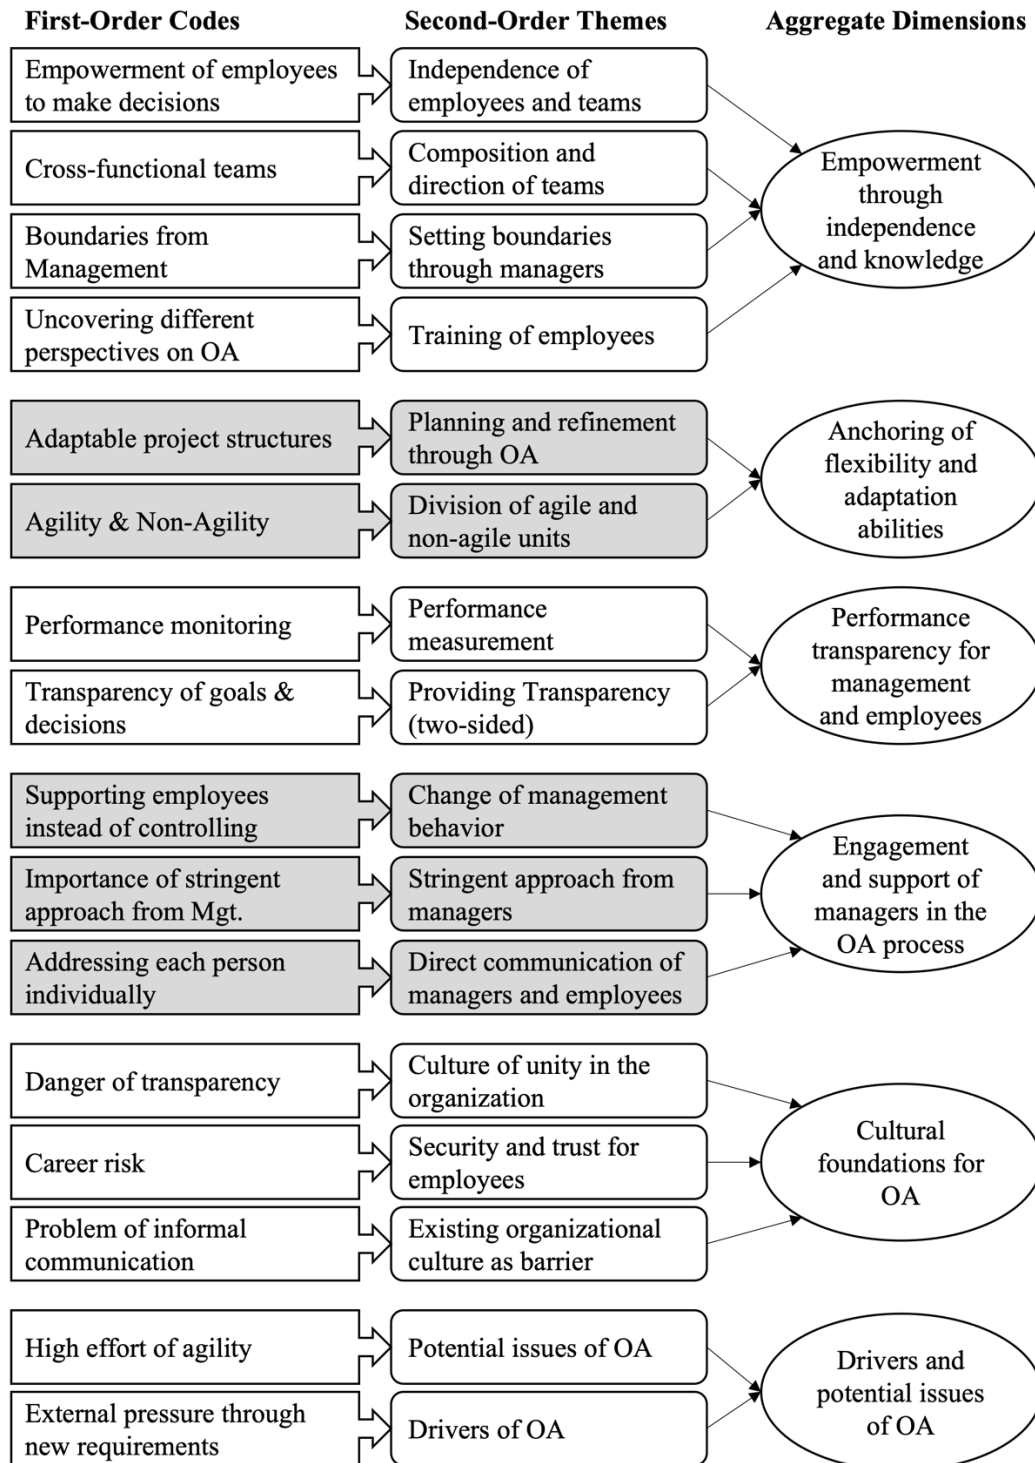 First-Order Codes
Second-Order Themes
Aggregate Dimensions
Empowerment of employees
to make decisions
Independence of
employees and teams
Cross-functional teams
Composition and
direction of teams
Boundaries from
Management
Setting boundaries
through managers
Uncovering different
perspectives on OA
Training of employees
Empowerment
through
independence
and knowledge
Adaptable project structures
Planning and refinement
through OA
Agility & Non-Agility
Division of agile and
non-agile units
Anchoring of
flexibility and
adaptation
abilities
Performance monitoring
Performance
measurement
Transparency of goals &
decisions
Providing Transparency
(two-sided)
Performance
transparency for
management
and employees
Supporting employees
instead of controlling
Change of management
behavior
Importance of stringent
approach from Mgt.
Stringent approach from
managers
Addressing each person
individually
Direct communication of
managers and employees
Engagement
and support of
managers in the
OA process
Danger of transparency
Culture of unity in the
organization
Career risk
Security and trust for
employees
Problem of informal
communication
Existing organizational
culture as barrier
Cultural
foundations for
OA
High effort of agility
Potential issues of OA
External pressure through
new requirements
Drivers of OA
Drivers and
potential issues
of OA